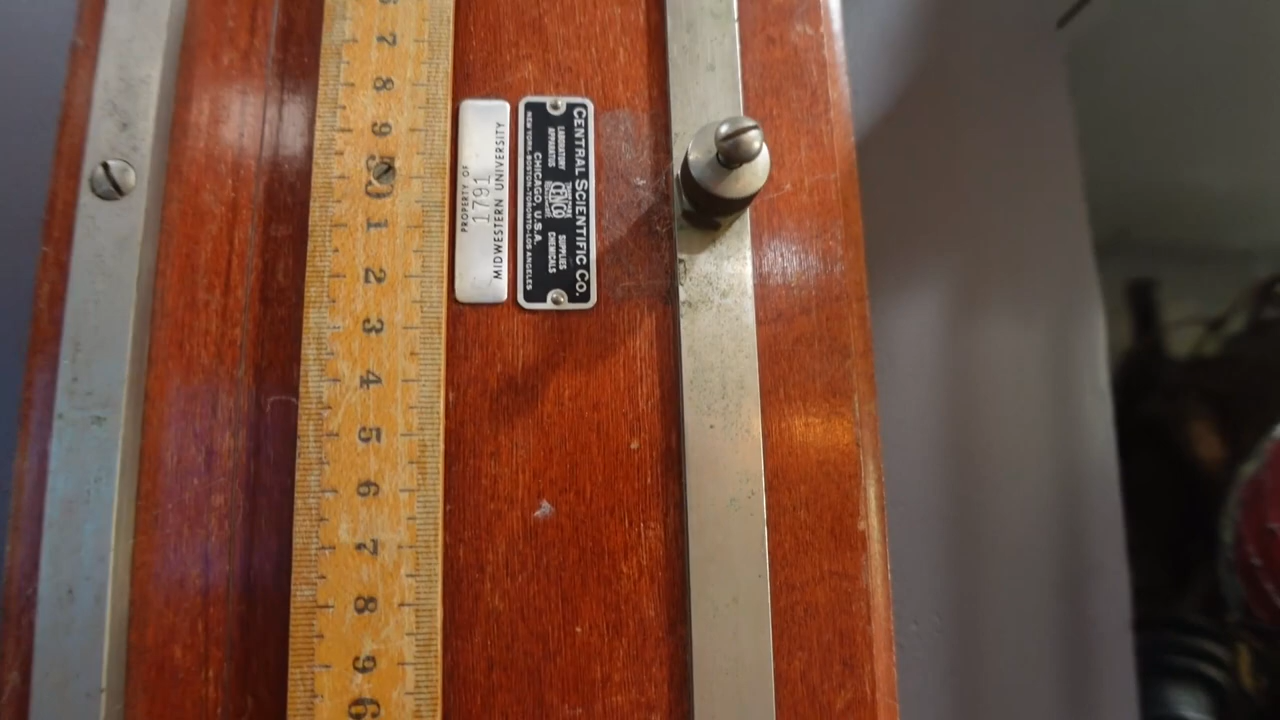 PROPERTY OF
1791
MIDWESTERN UNIVERSITY
CENTRAL SCIENTIFIC CO.
LABORATORY SUPPLIES
APPARATUS CENCO CHEMICALS
CHICAGO, U.S.A.
NEW YORK-BOSTON-TORONTO-LOS ANGELES
7
8
9
1
2
3
4
5
6
7
8
9